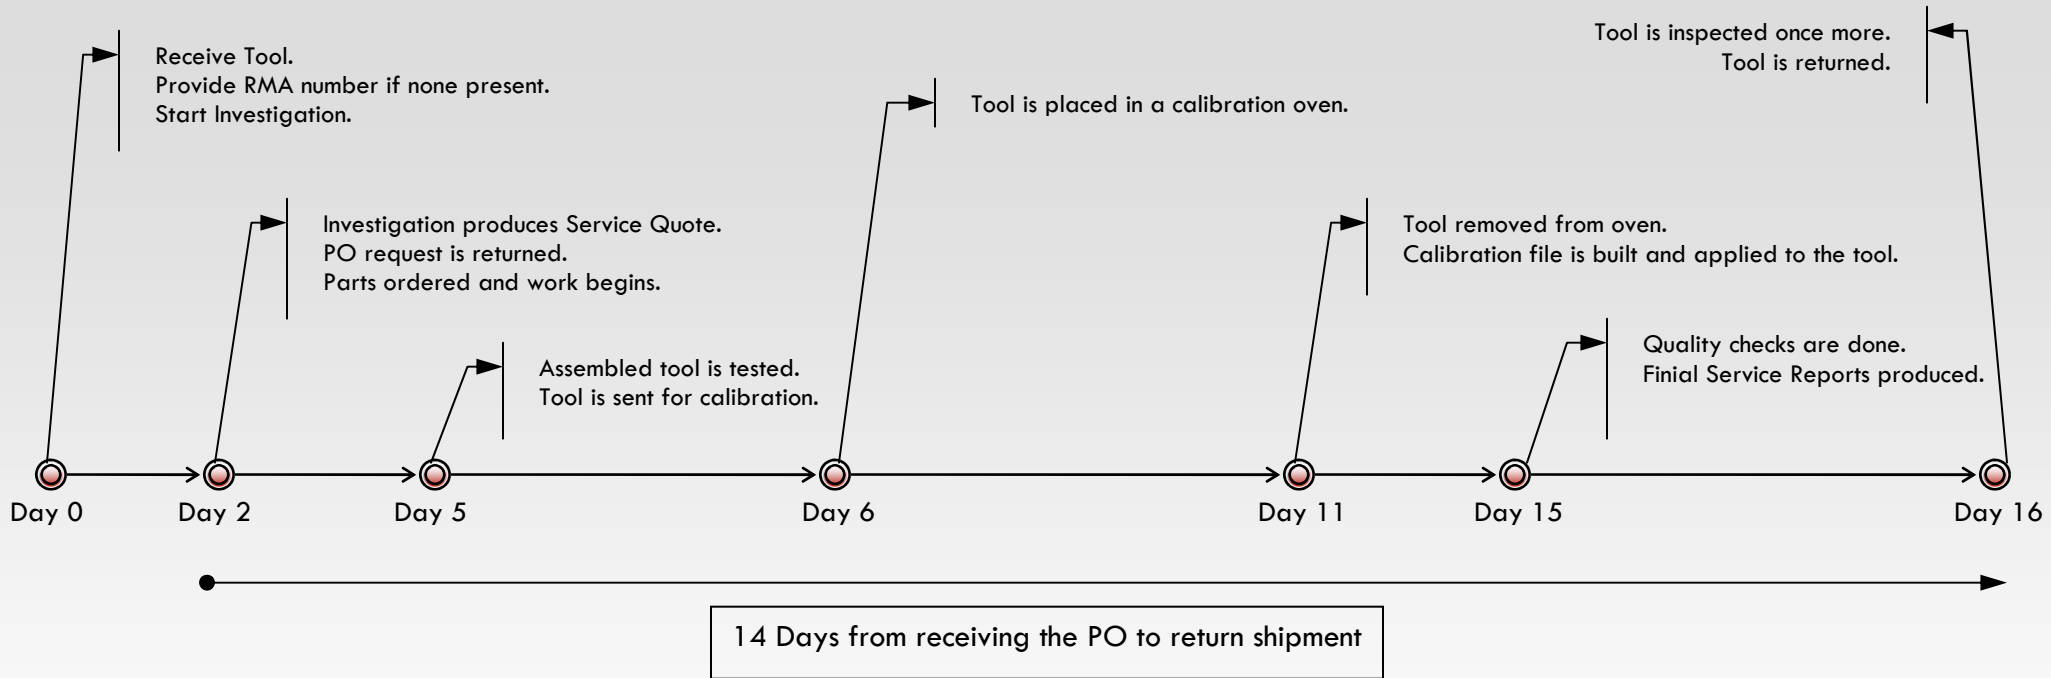 Receive Tool.
Provide RMA number if none present.
Start Investigation.
Investigation produces Service Quote.
PO request is returned.
Parts ordered and work begins.
Assembled tool is tested.
Tool is sent for calibration.
Tool is placed in a calibration oven.
Tool removed from oven.
Calibration file is built and applied to the tool.
Quality checks are done.
Finial Service Reports produced.
Tool is inspected once more.
Tool is returned.
Day 0
Day 2
Day 5
Day 6
Day 11
Day 15
Day 16
14 Days from receiving the PO to return shipment